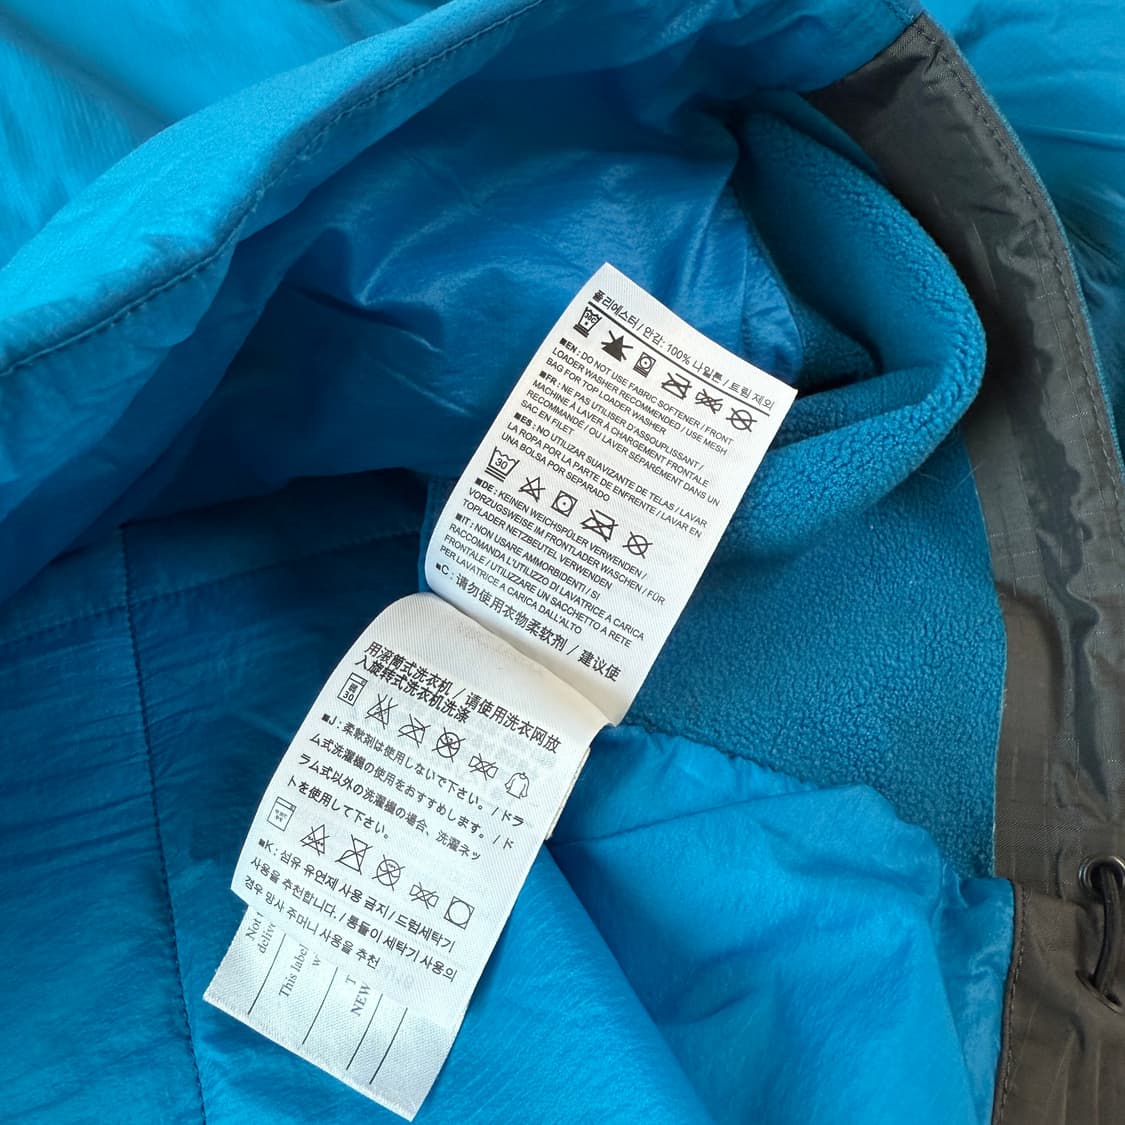 폴리에스터 / 안감: 100% 나일론 / 트림 제외
30C
■EN : DO NOT USE FABRIC SOFTENER / FRONT
LOADER WASHER RECOMMENDED / USE MESH
BAG FOR TOP LOADER WASHER
■FR : NE PAS UTILISER D'ASSOUPLISSANT /
MACHINE À LAVER À CHARGEMENT FRONTALE
RECOMMANDÉ / OU LAVER SÉPARÉMENT DANS UN
SAC EN FILET
■ES : NO UTILIZAR SUAVIZANTE DE TELAS / LAVAR
LA ROPA POR LA PARTE DE ENFRENTE / LAVAR EN
UNA BOLSA POR SEPARADO
30
■DE : KEINEN WEICHSPÜLER VERWENDEN /
VORZUGSWEISE IM FRONTLADER WASCHEN / FÜR
TOPLADER NETZBEUTEL VERWENDEN
■IT : NON USARE AMMORBIDENTI / SI
RACCOMANDA L'UTILIZZO DI LAVATRICE A CARICA
FRONTALE / UTILIZZARE UN SACCHETTO A RETE
PER LAVATRICE A CARICA DALL'ALTO
■C : 请勿使用衣物柔软剂 / 建议使
用滚筒式洗衣机 / 请使用洗衣网放
入旋转式洗衣机洗涤
30
■J : 柔軟剤は使用しないで下さい。 / ドラ
ム式洗濯機の使用をおすすめします。 / ド
ラム式以外の洗濯機の場合、洗濯ネッ
トを使用して下さい。
■K : 섬유 유연제 사용 금지 / 드럼세탁기
사용을 추천합니다. / 통돌이 세탁기 사용의
경우 망사 주머니 사용을 추천
Not
This label
NEW